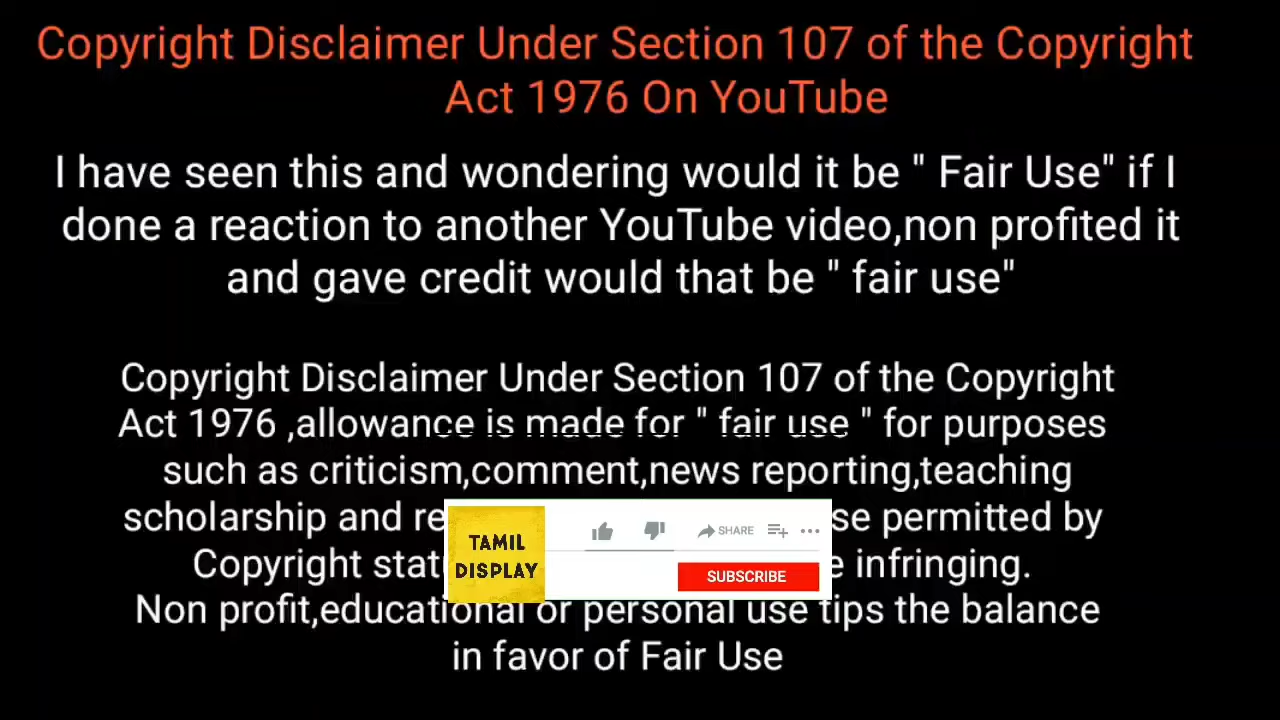 Copyright Disclaimer Under Section 107 of the Copyright
Act 1976 On YouTube
I have seen this and wondering would it be " Fair Use" if I
done a reaction to another YouTube video,non profited it
and gave credit would that be " fair use"
Copyright Disclaimer Under Section 107 of the Copyright
Act 1976 ,allowance is made for " fair use " for purposes
such as criticism,comment,news reporting,teaching
scholarship and re se permitted by
Copyright stat e infringing.
TAMIL
DISPLAY
SHARE
SUBSCRIBE
Non profit,educational or personal use tips the balance
in favor of Fair Use